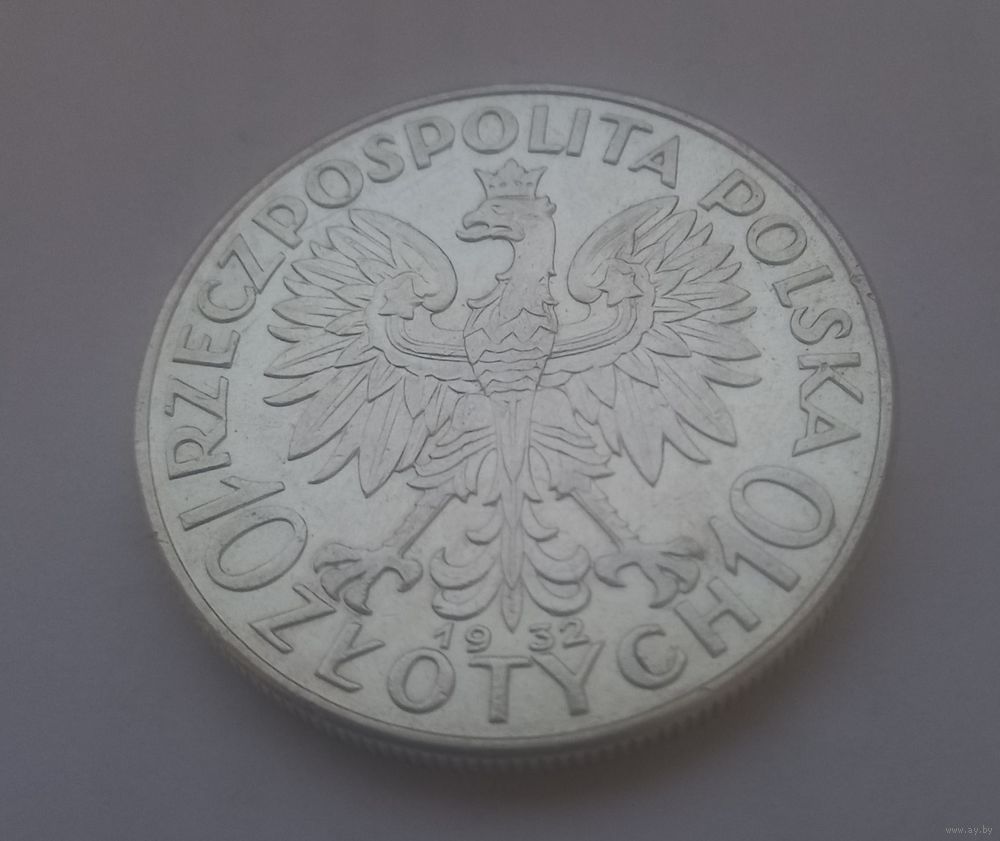 RZECZPOSPOLITA POLSKA
10 ZŁOTYCH 10
1932
www.ay.by